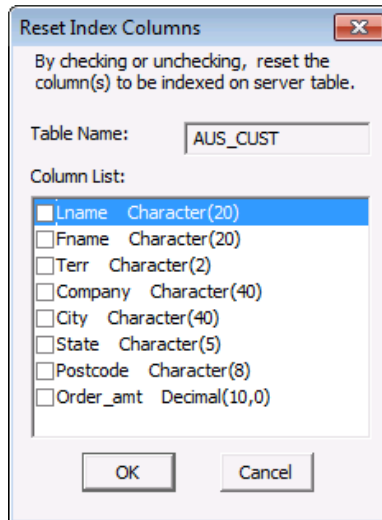 Reset Index Columns
By checking or unchecking, reset the
column(s) to be indexed on server table.
Table Name: AUS_CUST
Column List:
Lname Character(20)
Fname Character(20)
Terr Character(2)
Company Character(40)
City Character(40)
State Character(5)
Postcode Character(8)
Order_amt Decimal(10,0)
OK Cancel